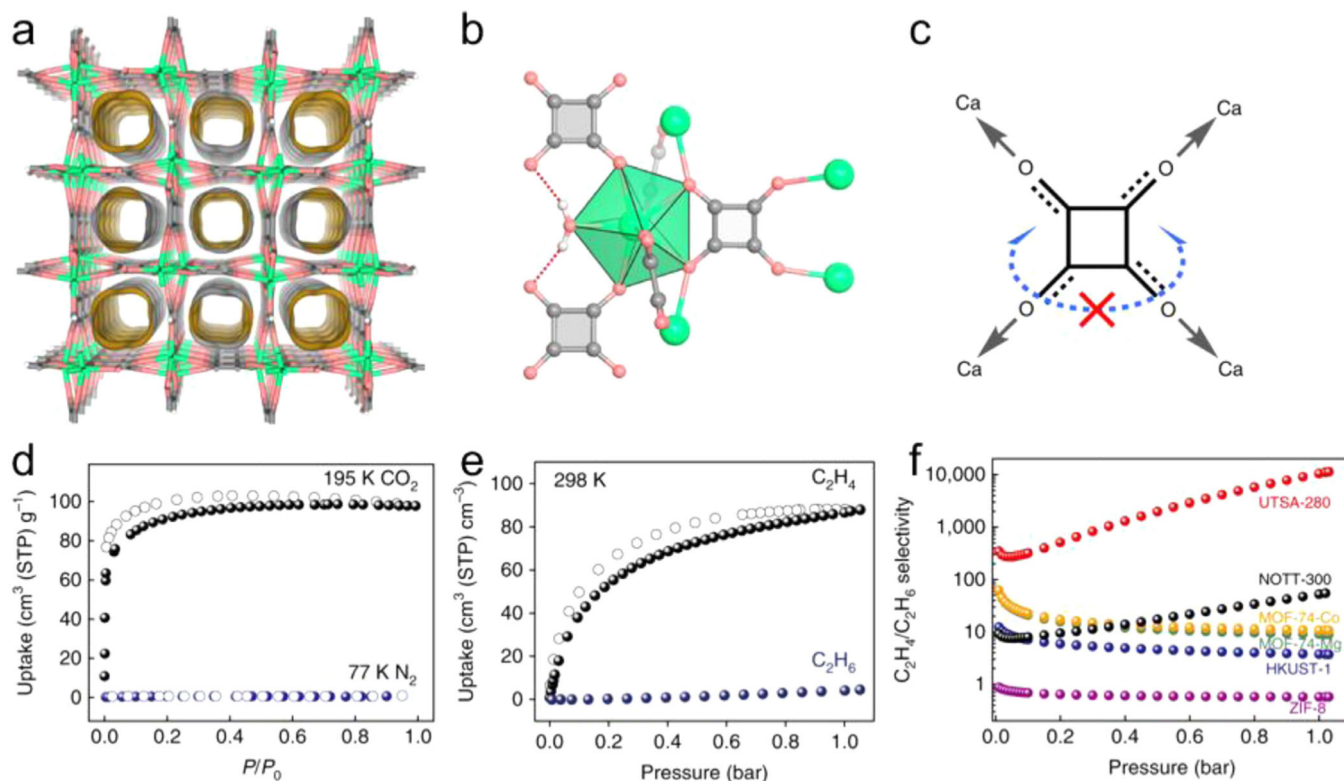 a
b
c
Ca
Ca
O
O
O
O
Ca
Ca
d
195 K CO₂
77 K N₂
100
80
60
40
20
0
Uptake (cm³ (STP) g⁻¹)
0.0 0.2 0.4 0.6 0.8 1.0
P/P₀
e
298 K
C₂H₄
C₂H₆
100
80
60
40
20
0
Uptake (cm³ (STP) cm⁻³)
0.0 0.2 0.4 0.6 0.8 1.0
Pressure (bar)
f
10,000
1,000
100
10
1
C₂H₄/C₂H₆ selectivity
UTSA-280
NOTT-300
MOF-74-Co
MOF-74-Mg
HKUST-1
ZIF-8
0.0 0.2 0.4 0.6 0.8 1.0
Pressure (bar)